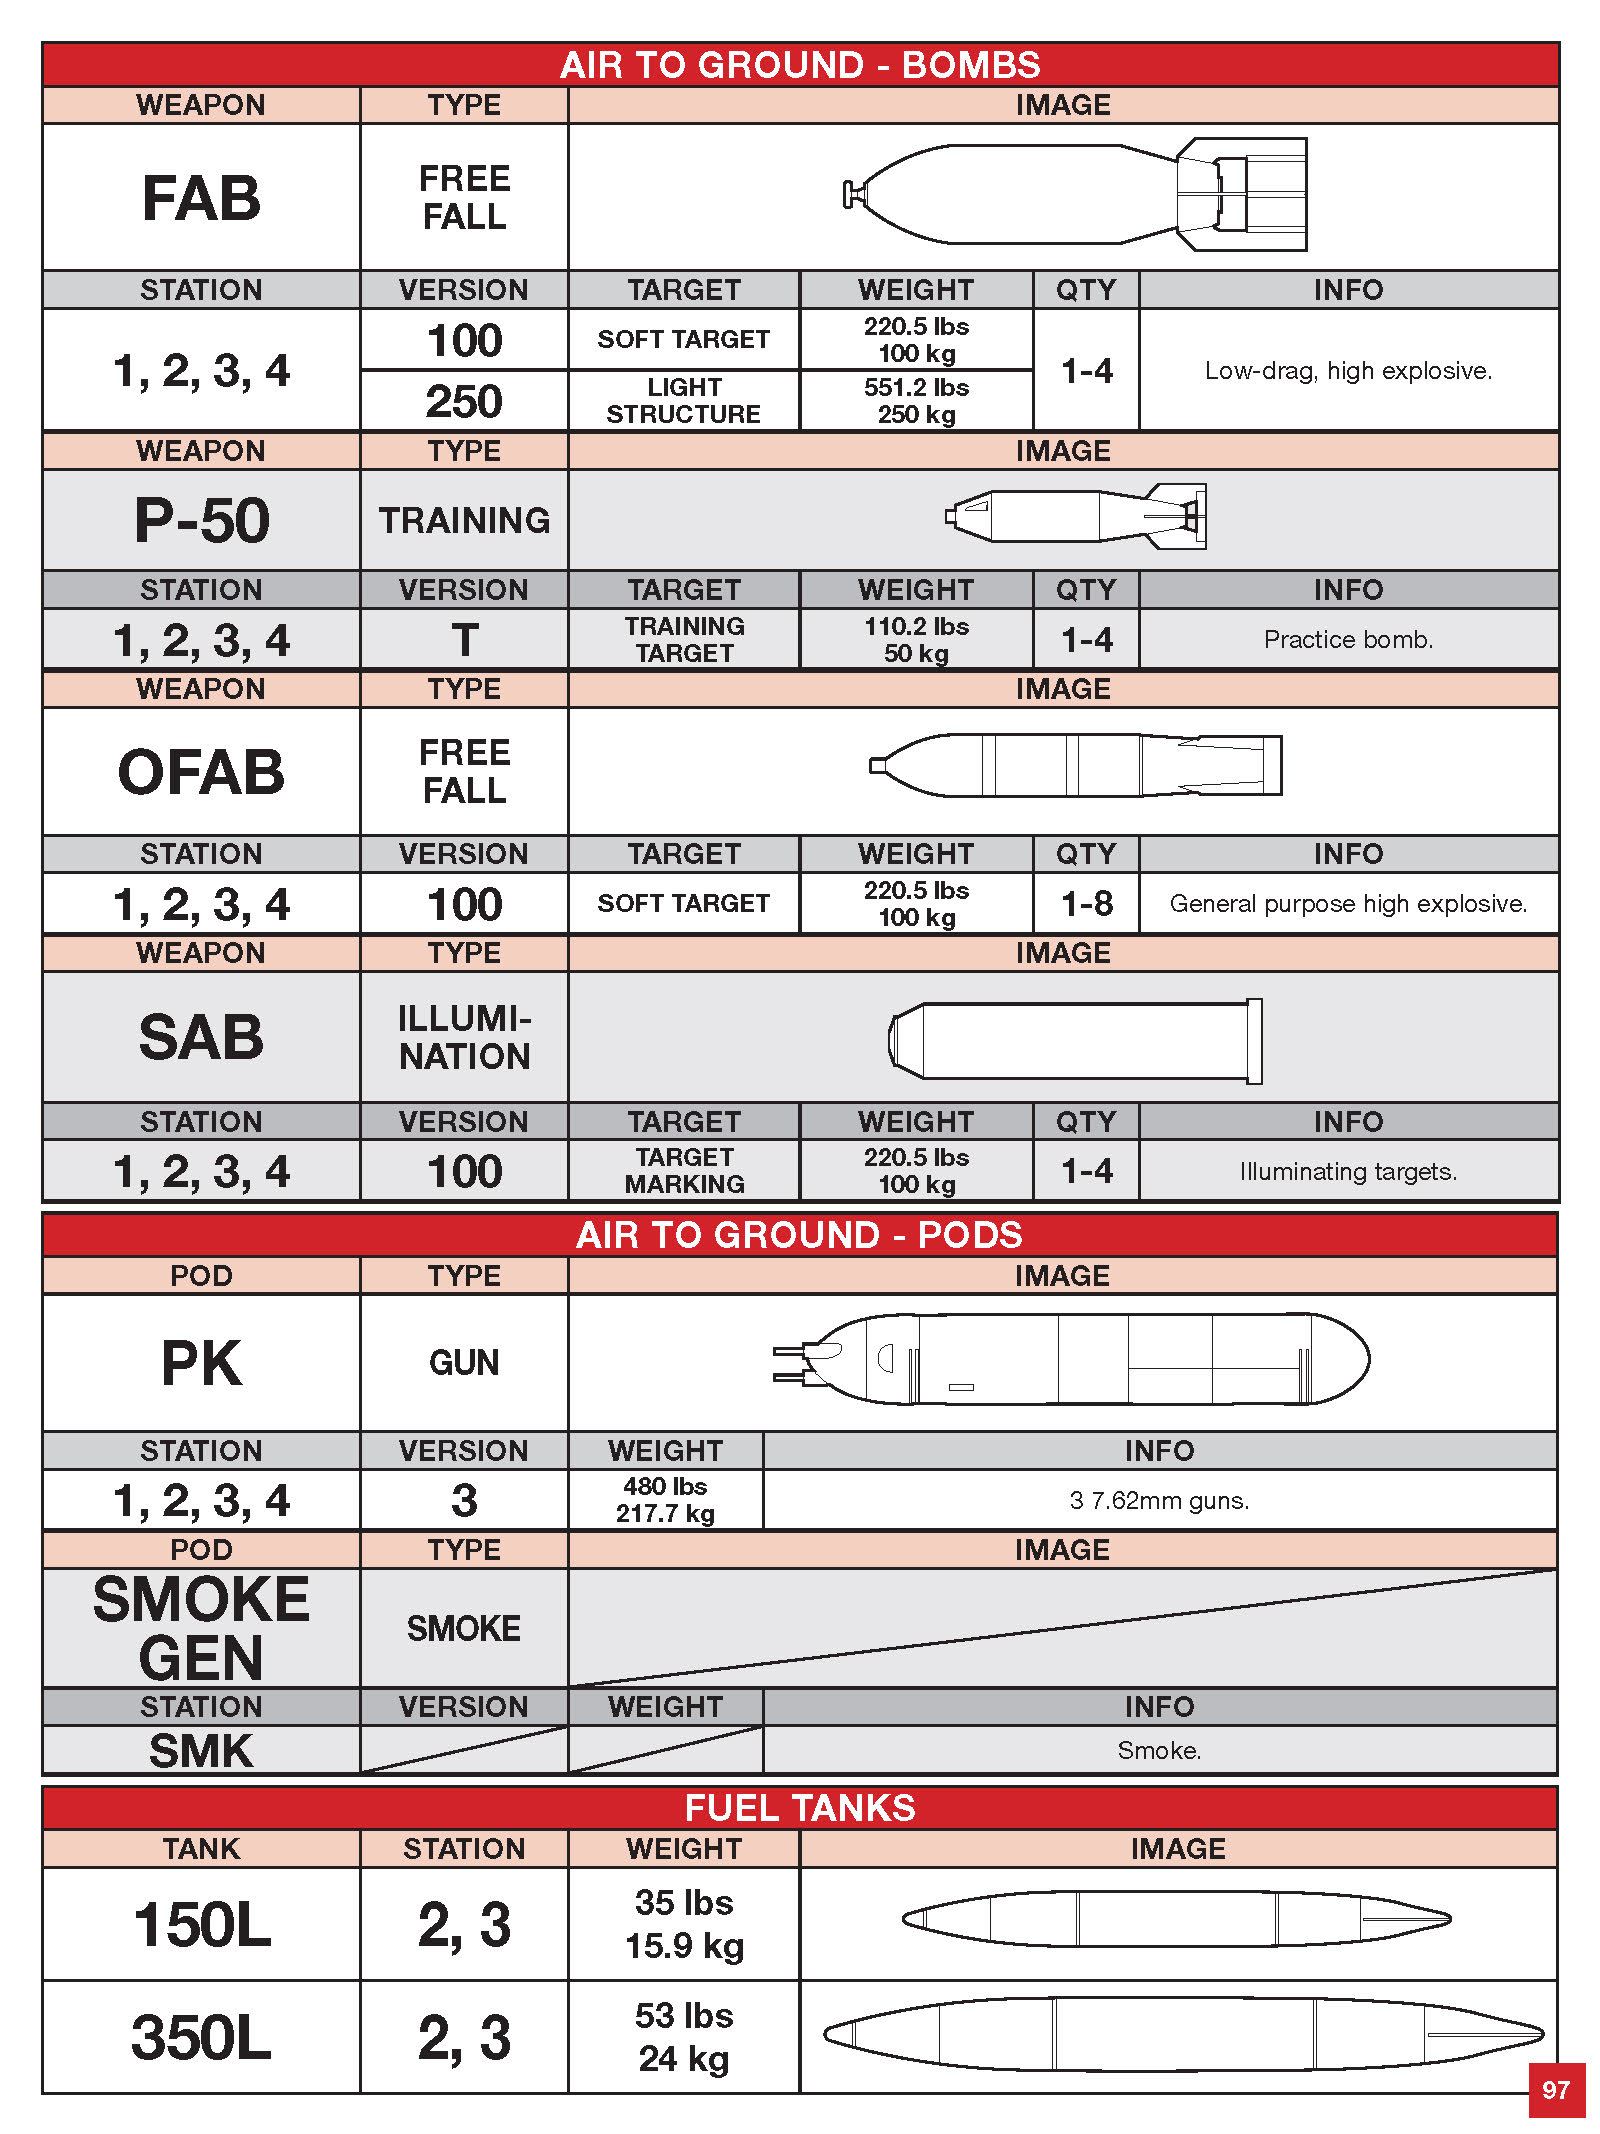 AIR TO GROUND - BOMBS
WEAPON TYPE IMAGE
FAB FREE
FALL
STATION VERSION TARGET WEIGHT QTY INFO
1, 2, 3, 4 100 SOFT TARGET 220.5 lbs
100 kg 1-4 Low-drag, high explosive.
250 LIGHT
STRUCTURE 551.2 lbs
250 kg
WEAPON TYPE IMAGE
P-50 TRAINING
STATION VERSION TARGET WEIGHT QTY INFO
1, 2, 3, 4 T TRAINING
TARGET 110.2 lbs
50 kg 1-4 Practice bomb.
WEAPON TYPE IMAGE
OFAB FREE
FALL
STATION VERSION TARGET WEIGHT QTY INFO
1, 2, 3, 4 100 SOFT TARGET 220.5 lbs
100 kg 1-8 General purpose high explosive.
WEAPON TYPE IMAGE
SAB ILLUMI-
NATION
STATION VERSION TARGET WEIGHT QTY INFO
1, 2, 3, 4 100 TARGET
MARKING 220.5 lbs
100 kg 1-4 Illuminating targets.
AIR TO GROUND - PODS
POD TYPE IMAGE
PK GUN
STATION VERSION WEIGHT INFO
1, 2, 3, 4 3 480 lbs
217.7 kg 3 7.62mm guns.
POD TYPE IMAGE
SMOKE
GEN SMOKE
STATION VERSION WEIGHT INFO
SMK Smoke.
FUEL TANKS
TANK STATION WEIGHT IMAGE
150L 2, 3 35 lbs
15.9 kg
350L 2, 3 53 lbs
24 kg
97